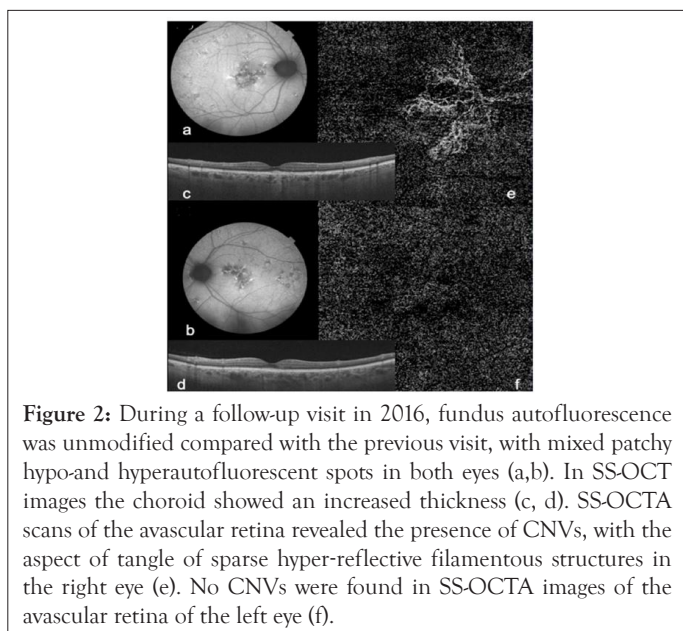 a
c
e
b
d
f
Figure 2: During a follow-up visit in 2016, fundus autofluorescence
was unmodified compared with the previous visit, with mixed patchy
hypo-and hyperautofluorescent spots in both eyes (a,b). In SS-OCT
images the choroid showed an increased thickness (c, d). SS-OCTA
scans of the avascular retina revealed the presence of CNVs, with the
aspect of tangle of sparse hyper-reflective filamentous structures in
the right eye (e). No CNVs were found in SS-OCTA images of the
avascular retina of the left eye (f).